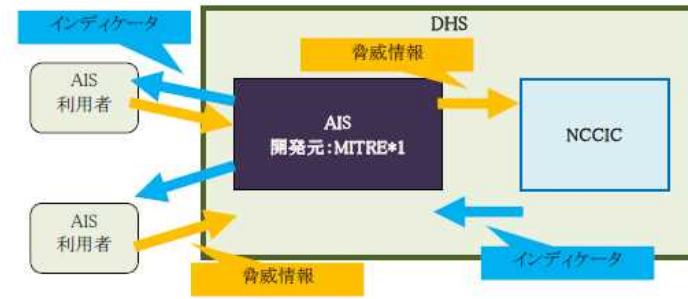 インディケータ
DHS
脅威情報
AIS
利用者
AIS
開発元:MITRE*1
NCCIC
AIS
利用者
脅威情報
インディケータ